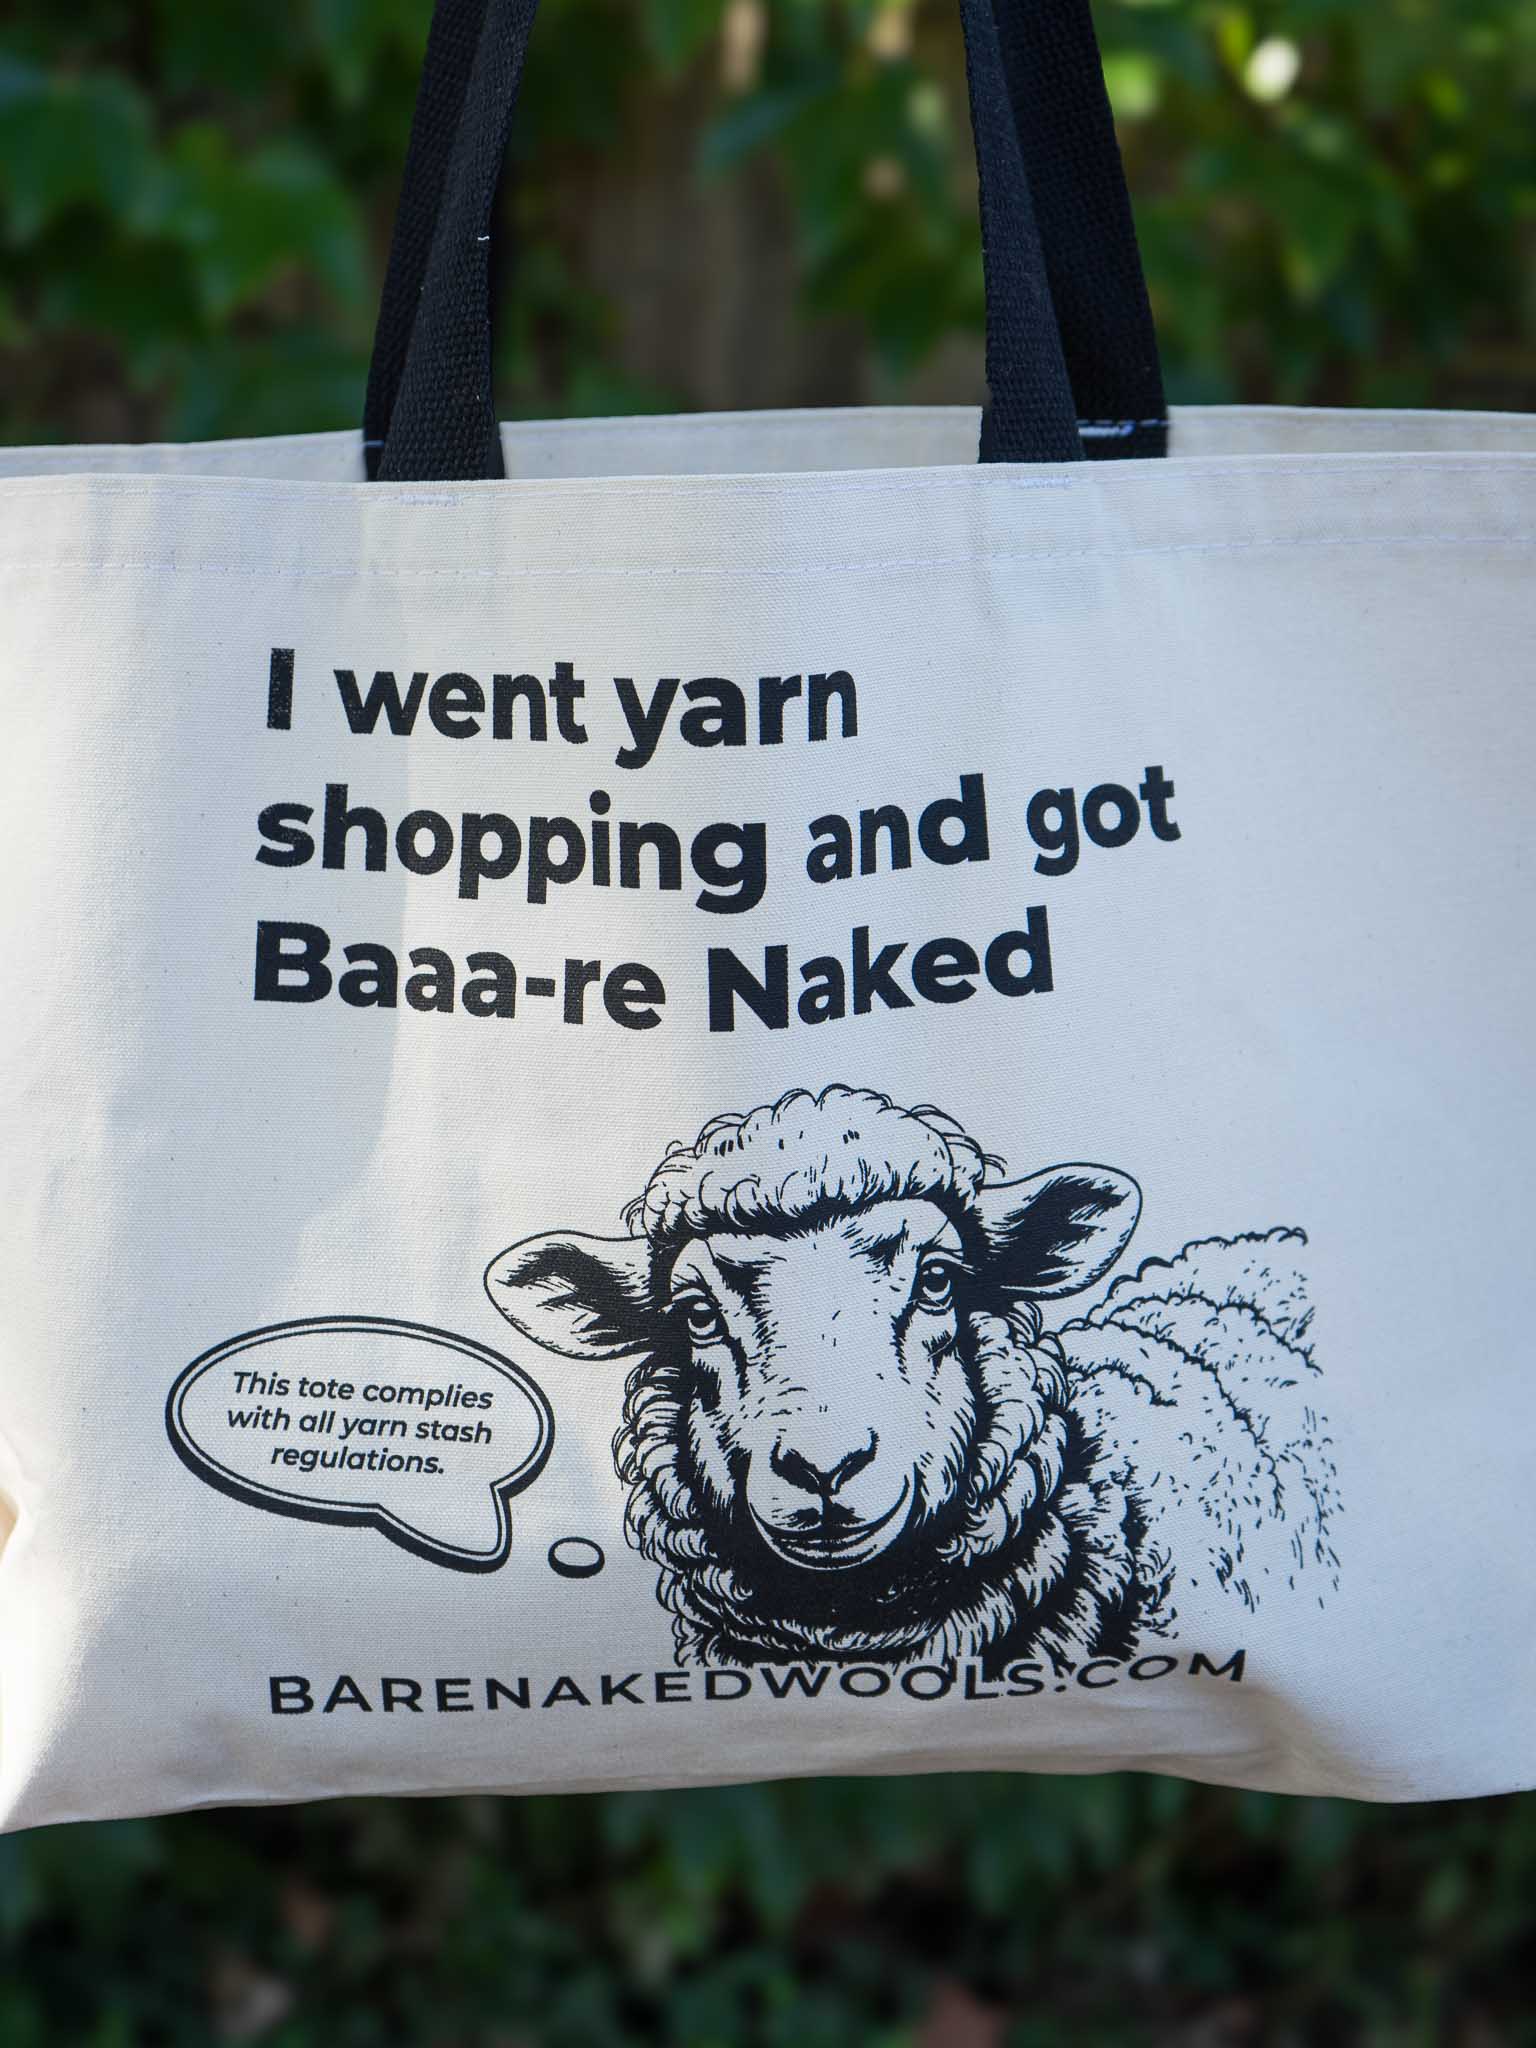 I went yarn
shopping and got
Baaa-re Naked
This tote complies
with all yarn stash
regulations.
BARENAKEDWOOLS.COM